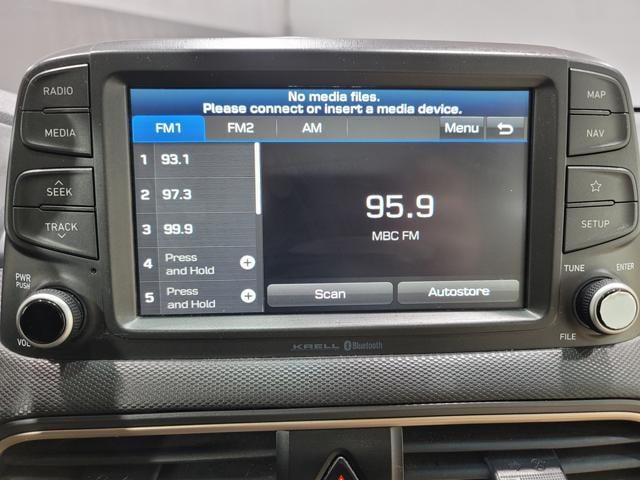 No media files.
Please connect or insert a media device.
FM1 FM2 AM Menu
1 93.1
2 97.3
3 99.9
4 Press and Hold
5 Press and Hold
95.9
MBC FM
Scan Autostore
RADIO
MEDIA
SEEK
TRACK
PWR
PUSH
VOL
MAP
NAV
SETUP
TUNE ENTER
FILE
KRELL Bluetooth